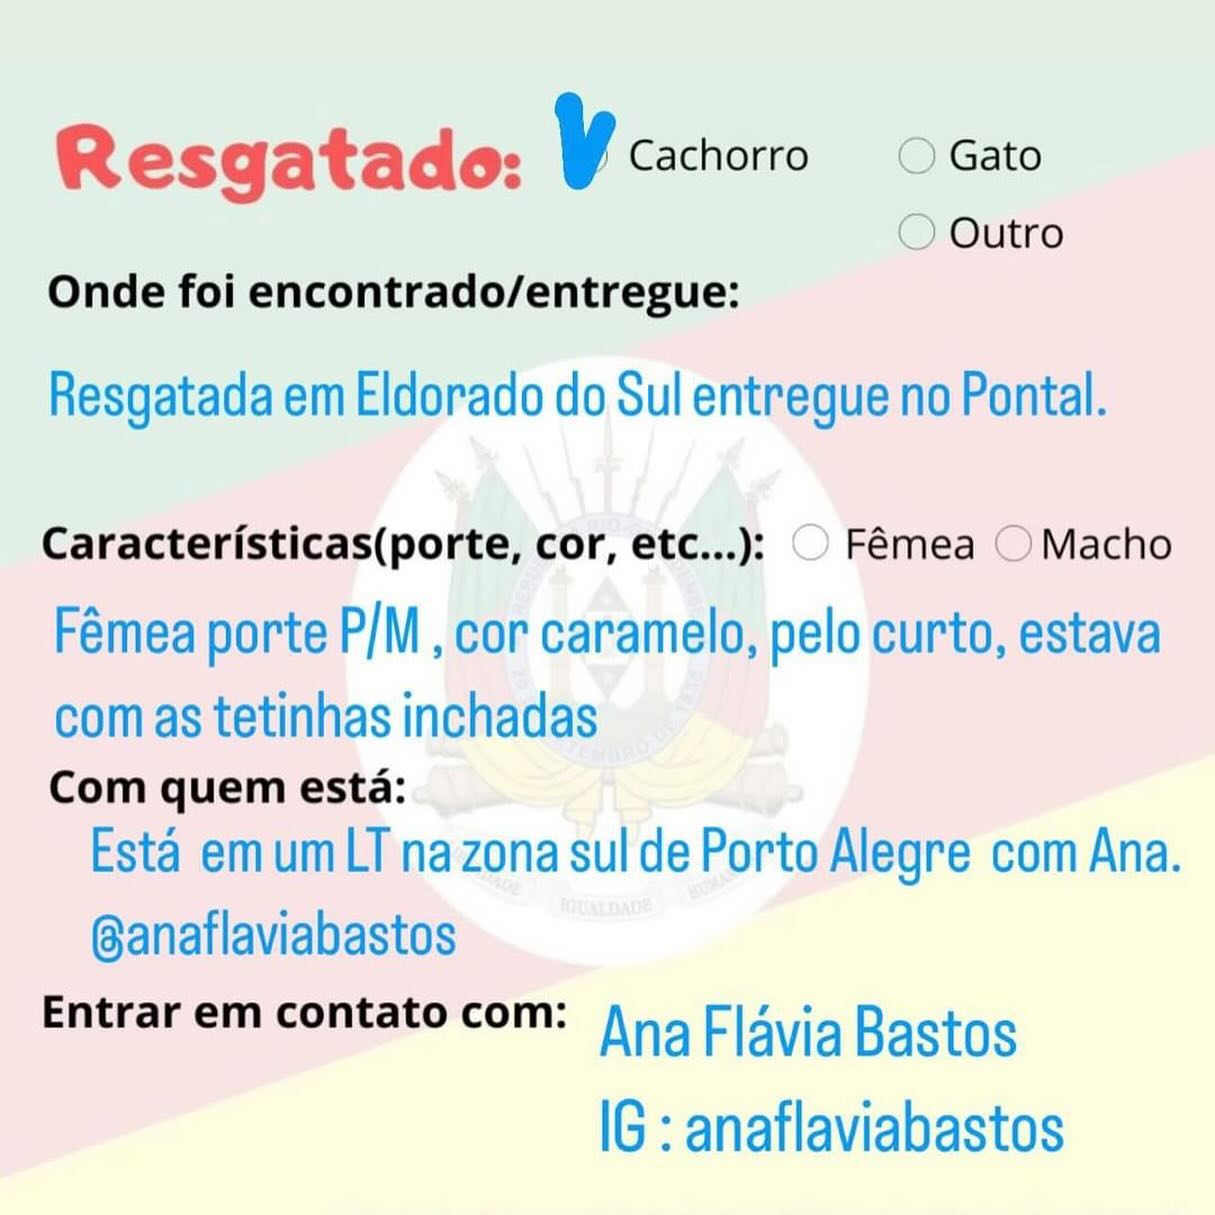 Resgatado: Cachorro Gato
Outro
Onde foi encontrado/entregue:
Resgatada em Eldorado do Sul entregue no Pontal.
Características(porte, cor, etc...): Fêmea Macho
Fêmea porte P/M , cor caramelo, pelo curto, estava
com as tetinhas inchadas
Com quem está:
Está em um LT na zona sul de Porto Alegre com Ana.
@anaflaviabastos
IGUALDADE
Entrar em contato com: Ana Flávia Bastos
IG : anaflaviabastos